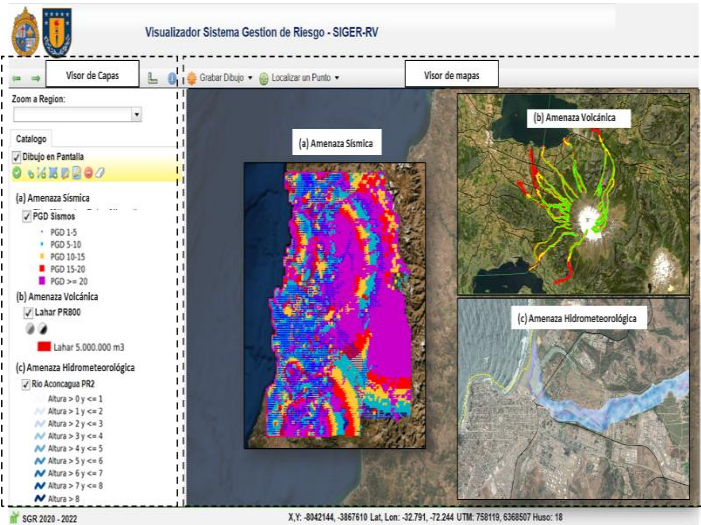 Visualizador Sistema Gestion de Riesgo - SIGER-RV
Visor de Capas
Grabar Dibujo
Localizar un Punto
Visor de mapas
Zoom a Region:
Catalogo
Dibujo en Pantalla
(a) Amenaza Sísmica
PGD Sismos
PGD 1-5
PGD 5-10
PGD 10-15
PGD 15-20
PGD >= 20
(b) Amenaza Volcánica
Lahar PR800
Lahar 5.000.000 m3
(c) Amenaza Hidrometeorológica
Rio Aconcagua PR2
Altura > 0 y <= 1
Altura > 1 y <= 2
Altura > 2 y <= 3
Altura > 3 y <= 4
Altura > 4 y <= 5
Altura > 5 y <= 6
Altura > 6 y <= 7
Altura > 7 y <= 8
Altura > 8
(a) Amenaza Sísmica
(b) Amenaza Volcánica
(c) Amenaza Hidrometeorológica
SGR 2020 - 2022
X,Y: -8042144, -3867610 Lat, Lon: -32.791, -72.244 UTM: 758119, 6368507 Huso: 18